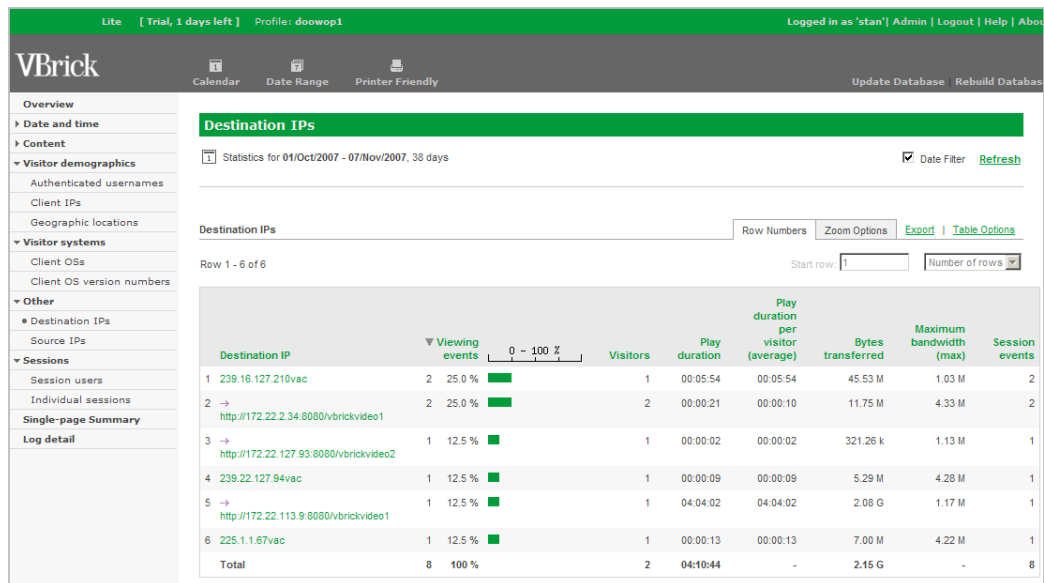 Lite [ Trial, 1 days left ] Profile: doowop1 Logged in as 'stan'| Admin | Logout | Help | Abou
VBrick
1 7
Calendar Date Range Printer Friendly Update Database | Rebuild Databas
Overview
Date and time
Content
Visitor demographics
Authenticated usernames
Client IPs
Geographic locations
Visitor systems
Client OSs
Client OS version numbers
Other
Destination IPs
Source IPs
Sessions
Session users
Individual sessions
Single-page Summary
Log detail
Destination IPs
1 Statistics for 01/Oct/2007 - 07/Nov/2007, 38 days Date Filter Refresh
Destination IPs Row Numbers Zoom Options Export | Table Options
Row 1 - 6 of 6 Start row: 1 Number of rows
Destination IP Viewing events 0 - 100 % Visitors Play duration Play duration per visitor (average) Bytes transferred Maximum bandwidth (max) Session events
1 239.16.127.210vac 2 25.0 % 1 00:05:54 00:05:54 45.53 M 1.03 M 2
2 → http://172.22.2.34:8080/vbrickvideo1 2 25.0 % 2 00:00:21 00:00:10 11.75 M 4.33 M 2
3 → http://172.22.127.93:8080/vbrickvideo2 1 12.5 % 1 00:00:02 00:00:02 321.26 k 1.13 M 1
4 239.22.127.94vac 1 12.5 % 1 00:00:09 00:00:09 5.29 M 4.28 M 1
5 → http://172.22.113.9:8080/vbrickvideo1 1 12.5 % 1 04:04:02 04:04:02 2.08 G 1.17 M 1
6 225.1.1.67vac 1 12.5 % 1 00:00:13 00:00:13 7.00 M 4.22 M 1
Total 8 100 % 2 04:10:44 - 2.15 G - 8